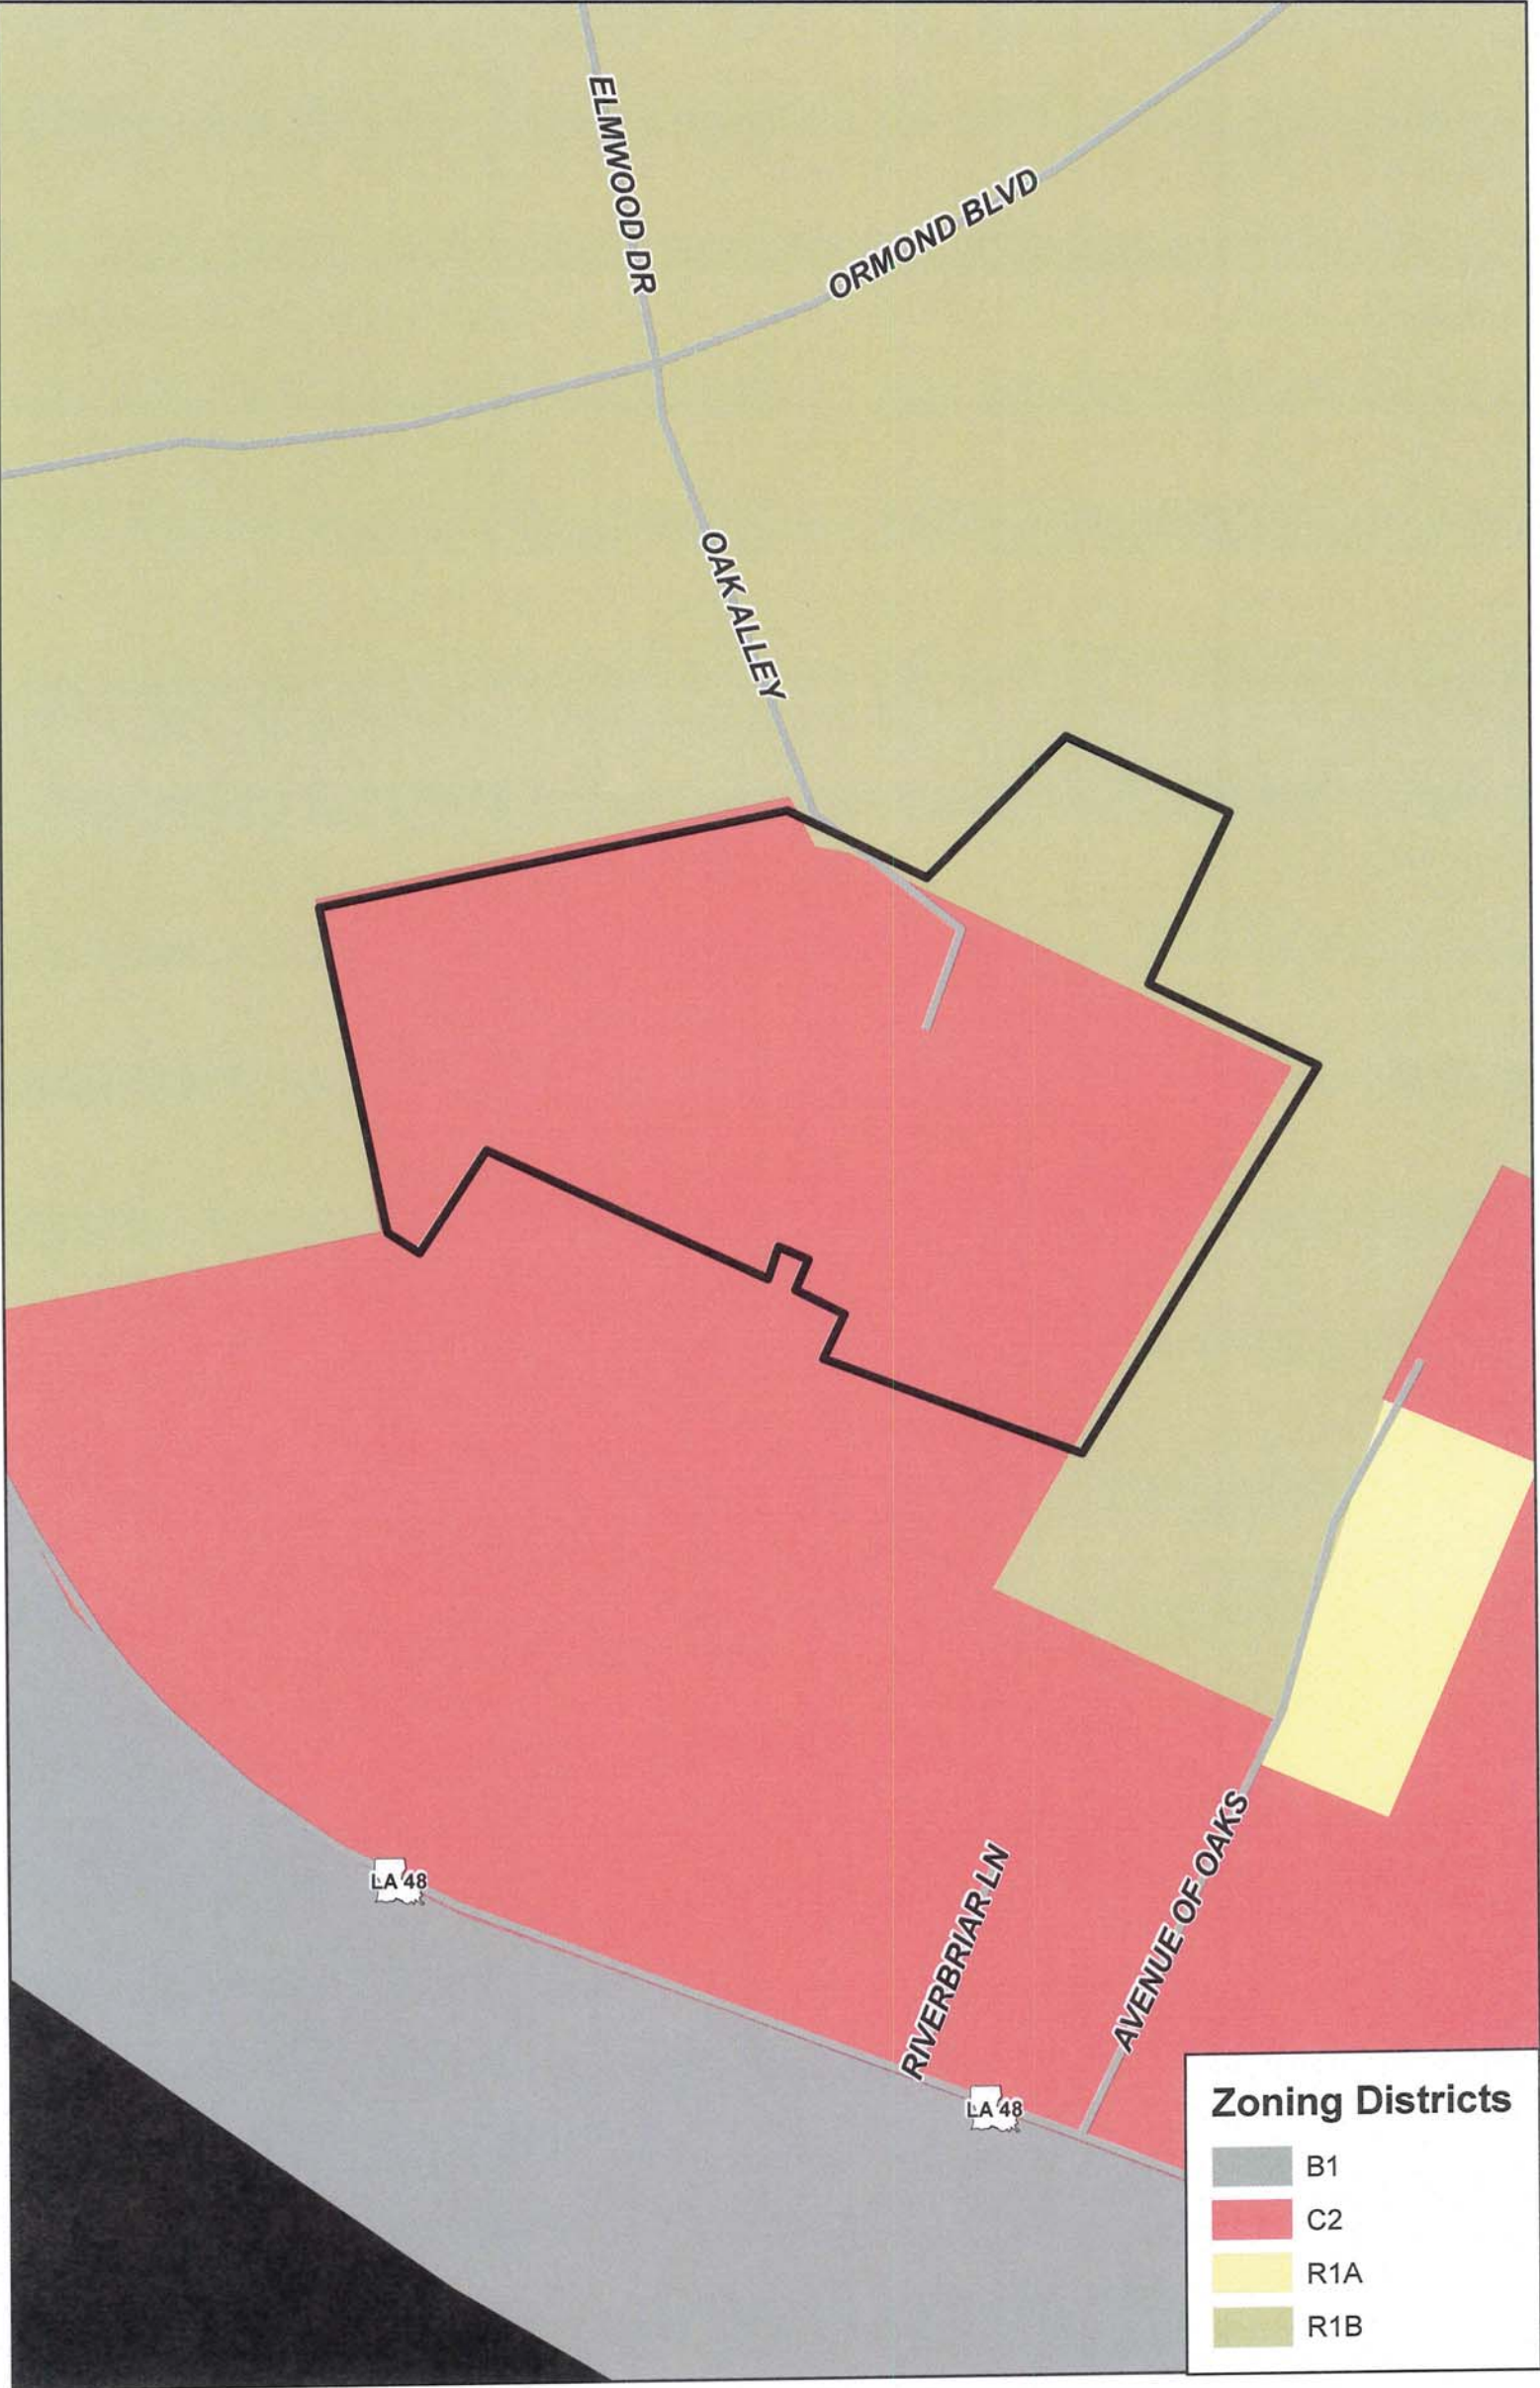 ELMWOOD DR
ORMOND BLVD
OAK ALLEY
LA 48
RIVERBRIAR LN
AVENUE OF OAKS
LA 48
Zoning Districts
B1
C2
R1A
R1B